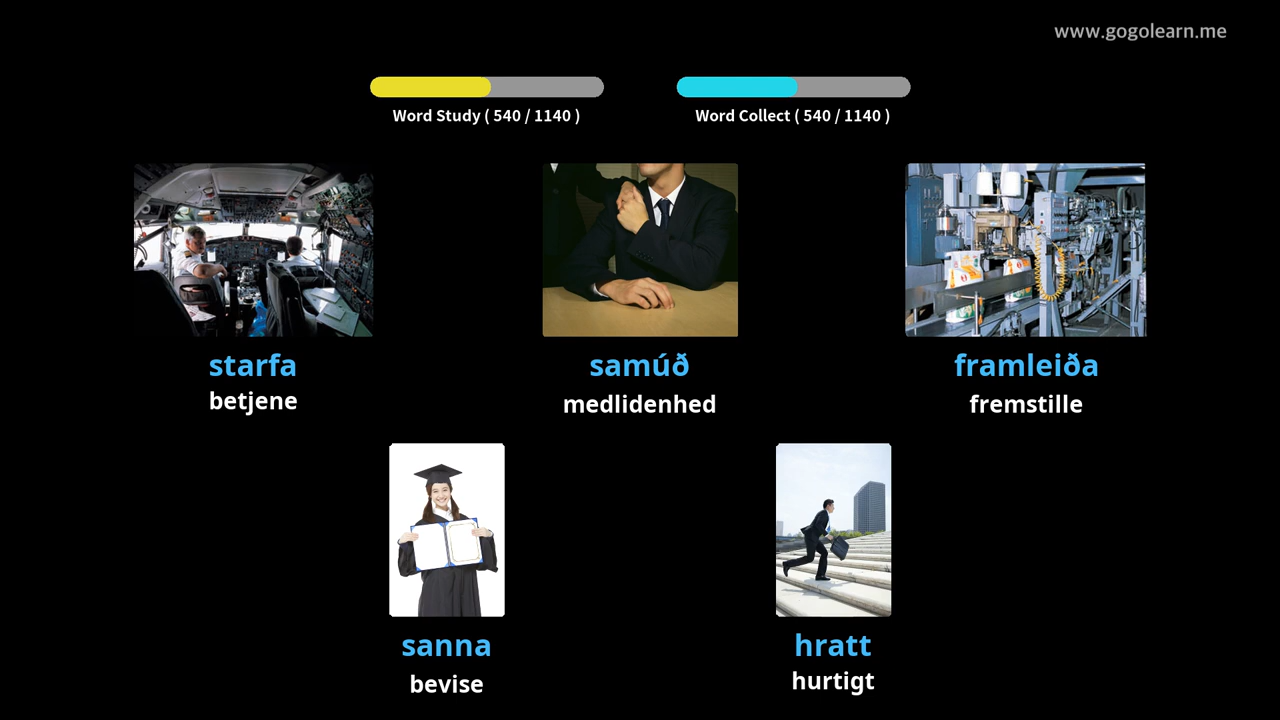 www.gogolearn.me
Word Study ( 540 / 1140 )
Word Collect ( 540 / 1140 )
starfa
betjene
samúð
medlidenhed
framleiða
fremstille
sanna
bevise
hratt
hurtigt